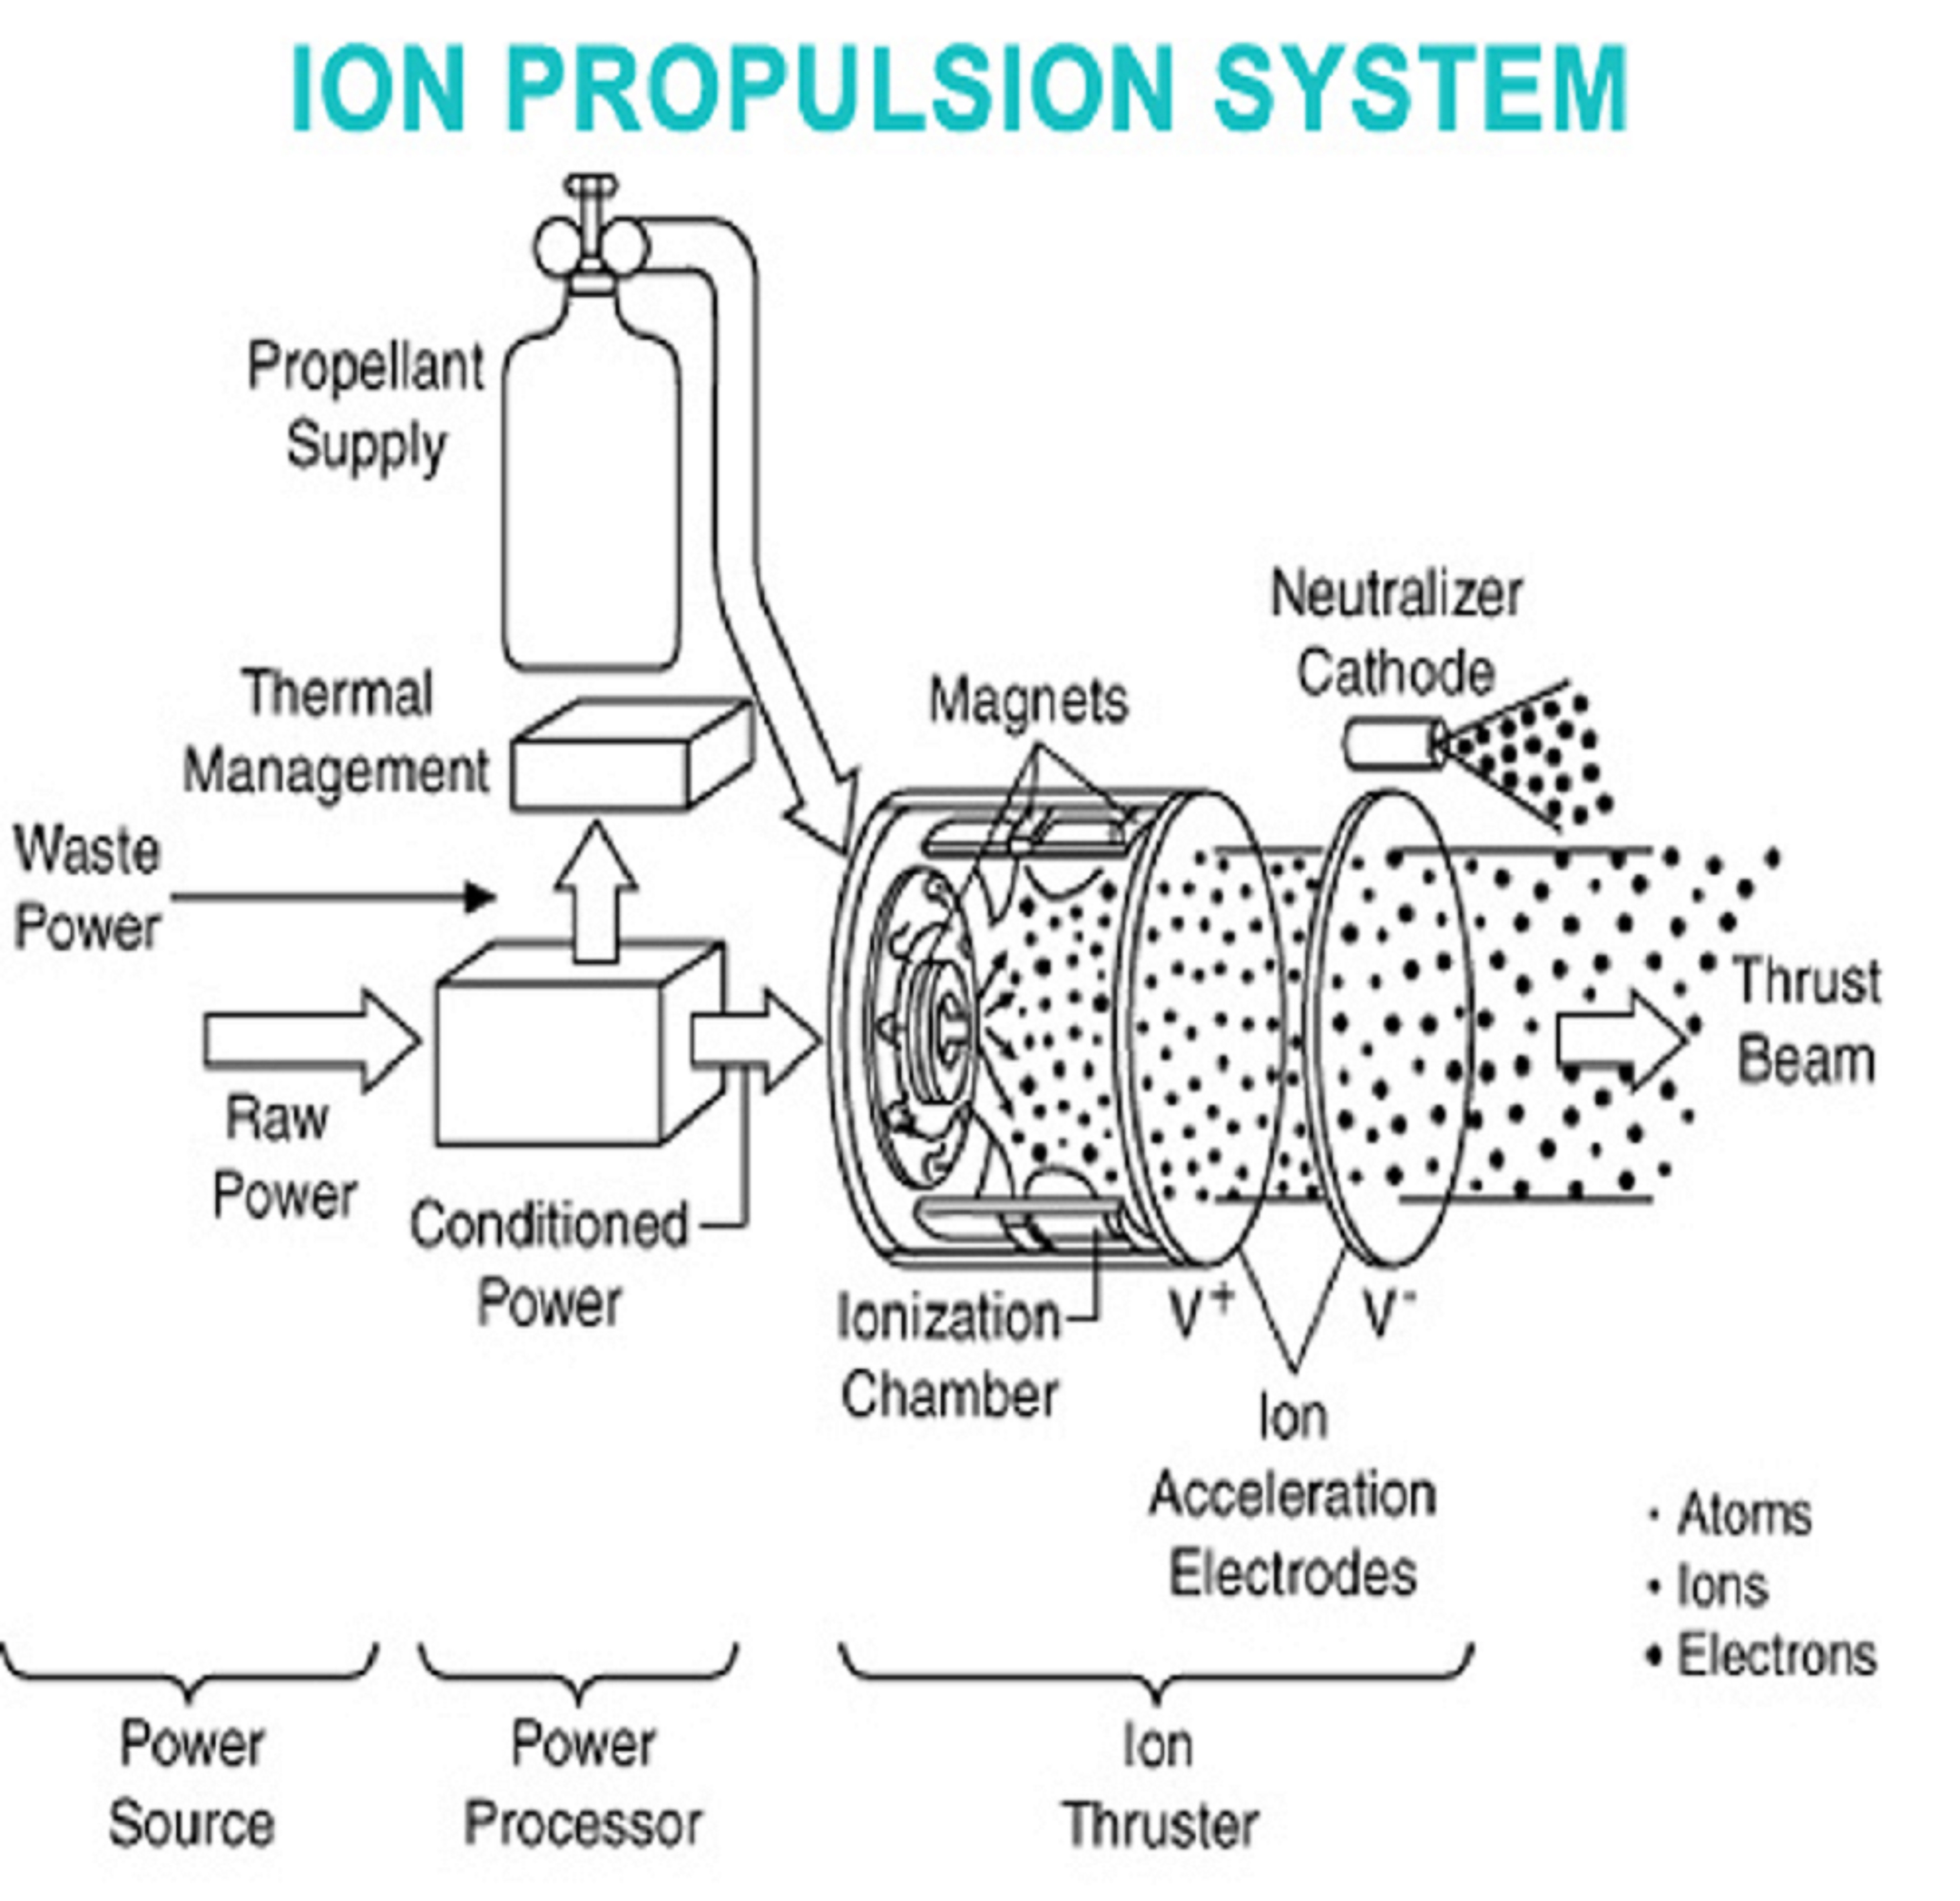 ION PROPULSION SYSTEM
Propellant
Supply
Neutralizer
Cathode
Thermal
Management
Magnets
Waste
Power
Thrust
Beam
Raw
Power
Conditioned
Power
Ionization
Chamber
V+
V-
Ion
Acceleration
Electrodes
· Atoms
• Ions
● Electrons
Power
Source
Power
Processor
Ion
Thruster